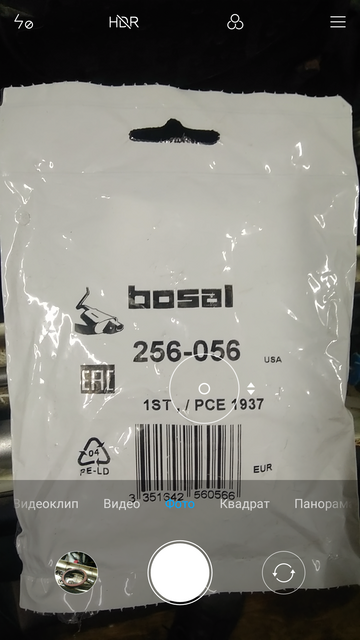 HDR
bosal
256-056
USA
EAC
1ST. / PCE 1937
04
PE-LD
EUR
3 351642 560566
Видеоклип Видео Фото Квадрат Панорам